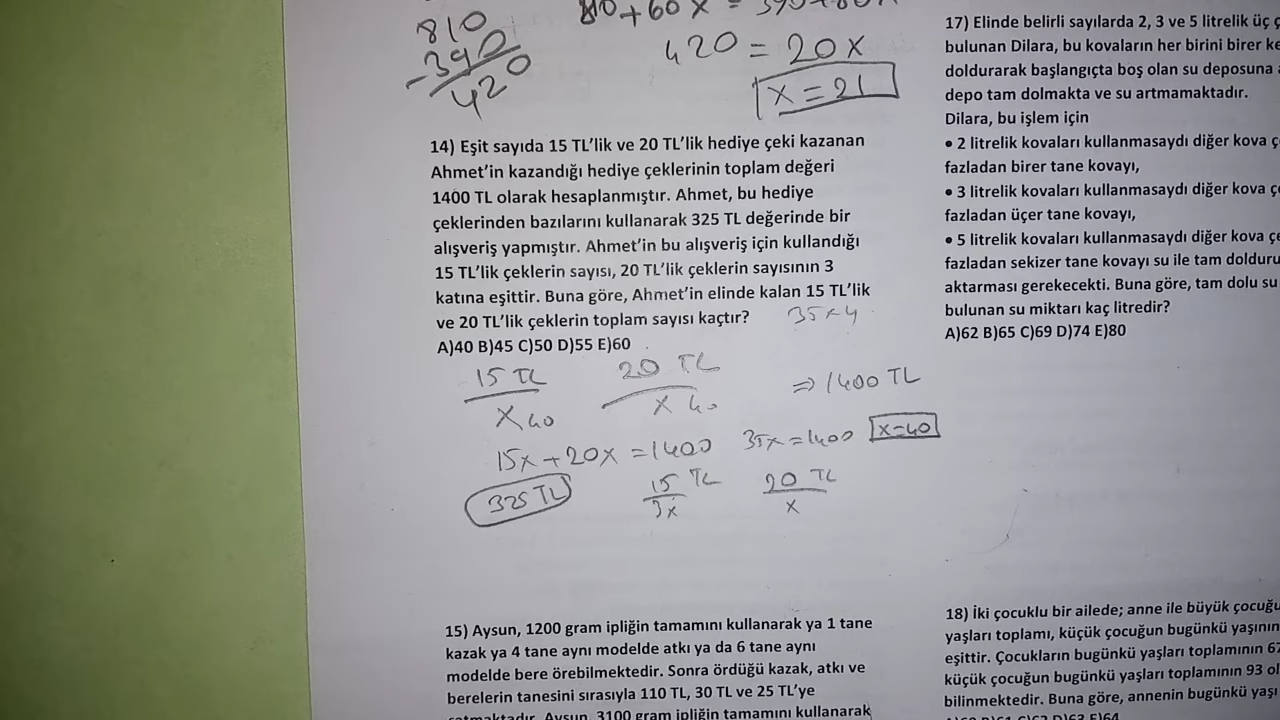 810
-390
420
810+60x = 390+80x
420 = 20x
x = 21
14) Eşit sayıda 15 TL'lik ve 20 TL'lik hediye çeki kazanan
Ahmet'in kazandığı hediye çeklerinin toplam değeri
1400 TL olarak hesaplanmıştır. Ahmet, bu hediye
çeklerinden bazılarını kullanarak 325 TL değerinde bir
alışveriş yapmıştır. Ahmet'in bu alışveriş için kullandığı
15 TL'lik çeklerin sayısı, 20 TL'lik çeklerin sayısının 3
katına eşittir. Buna göre, Ahmet'in elinde kalan 15 TL'lik
ve 20 TL'lik çeklerin toplam sayısı kaçtır?
35x4
A)40 B)45 C)50 D)55 E)60
15 TL 20 TL
x 40 x 40 ⇒ 1400 TL
15x + 20x = 1400 35x = 1400 x=40
325 TL 15 TL 20 TL
3x x
15) Aysun, 1200 gram ipliğin tamamını kullanarak ya 1 tane
kazak ya 4 tane aynı modelde atkı ya da 6 tane aynı
modelde bere örebilmektedir. Sonra ördüğü kazak, atkı ve
berelerin tanesini sırasıyla 110 TL, 30 TL ve 25 TL'ye
satmaktadır. Aysun, 3100 gram ipliğin tamamını kullanarak
17) Elinde belirli sayılarda 2, 3 ve 5 litrelik üç
bulunan Dilara, bu kovaların her birini birer
doldurarak başlangıçta boş olan su deposuna
depo tam dolmakta ve su artmamaktadır.
Dilara, bu işlem için
• 2 litrelik kovaları kullanmasaydı diğer kova
fazladan birer tane kovayı,
• 3 litrelik kovaları kullanmasaydı diğer kova
fazladan üçer tane kovayı,
• 5 litrelik kovaları kullanmasaydı diğer kova
fazladan sekizer tane kovayı su ile tam
aktarması gerekecekti. Buna göre, tam dolu
bulunan su miktarı kaç litredir?
A)62 B)65 C)69 D)74 E)80
18) İki çocuklu bir ailede; anne ile büyük
yaşları toplamı, küçük çocuğun bugünkü
eşittir. Çocukların bugünkü yaşları toplamının
küçük çocuğun bugünkü yaşları toplamının 93
bilinmektedir. Buna göre, annenin bugünkü